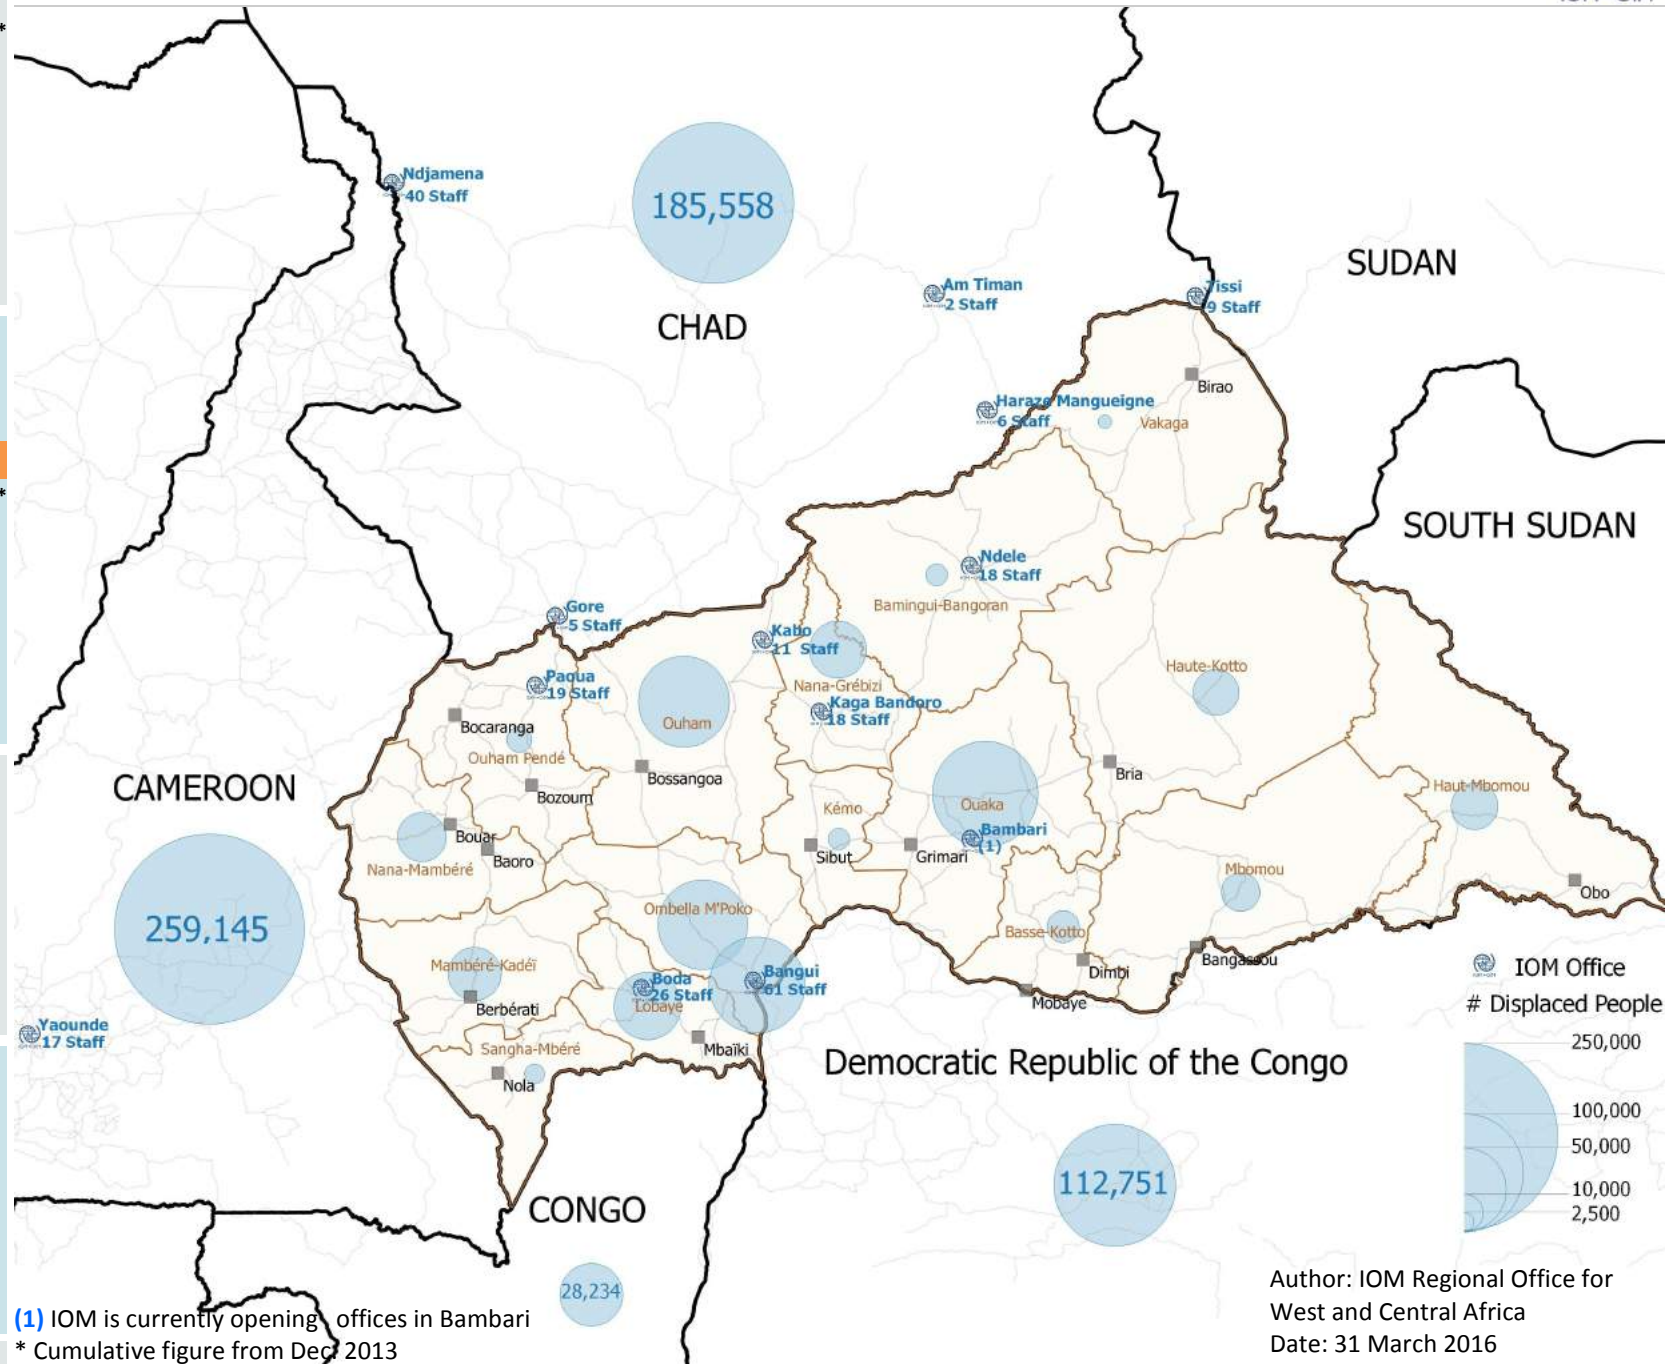 *
*
Ndjamena
40 Staff
185,558
CHAD
Am Timan
2 Staff
Tissi
9 Staff
SUDAN
Birao
Haraze Mangueigne
6 Staff
Vakaga
SOUTH SUDAN
Ndele
18 Staff
Bamingui-Bangoran
Gore
5 Staff
Kabo
11 Staff
Paoua
19 Staff
Nana-Grébizi
Kaga Bandoro
18 Staff
Haute-Kotto
Bocaranga
Ouham Pendé
Ouham
Bossangoa
Bozoum
Bria
CAMEROON
Kémo
Ouaka
Bambari
(1)
Haut-Mbomou
Bouar
Baoro
Sibut
Grimari
Nana-Mambéré
Mbomou
Obo
259,145
Ombella M'Poko
Basse-Kotto
Mambéré-Kadéï
Berbérati
Boda
26 Staff
Lobaye
Bangui
61 Staff
Dimbi
Bangassou
Mobaye
Yaounde
17 Staff
Sangha-Mbéré
Mbaïki
Nola
Democratic Republic of the Congo
112,751
CONGO
28,234
IOM Office
# Displaced People
250,000
100,000
50,000
10,000
2,500
(1) IOM is currently opening offices in Bambari
* Cumulative figure from Dec. 2013
Author: IOM Regional Office for
West and Central Africa
Date: 31 March 2016